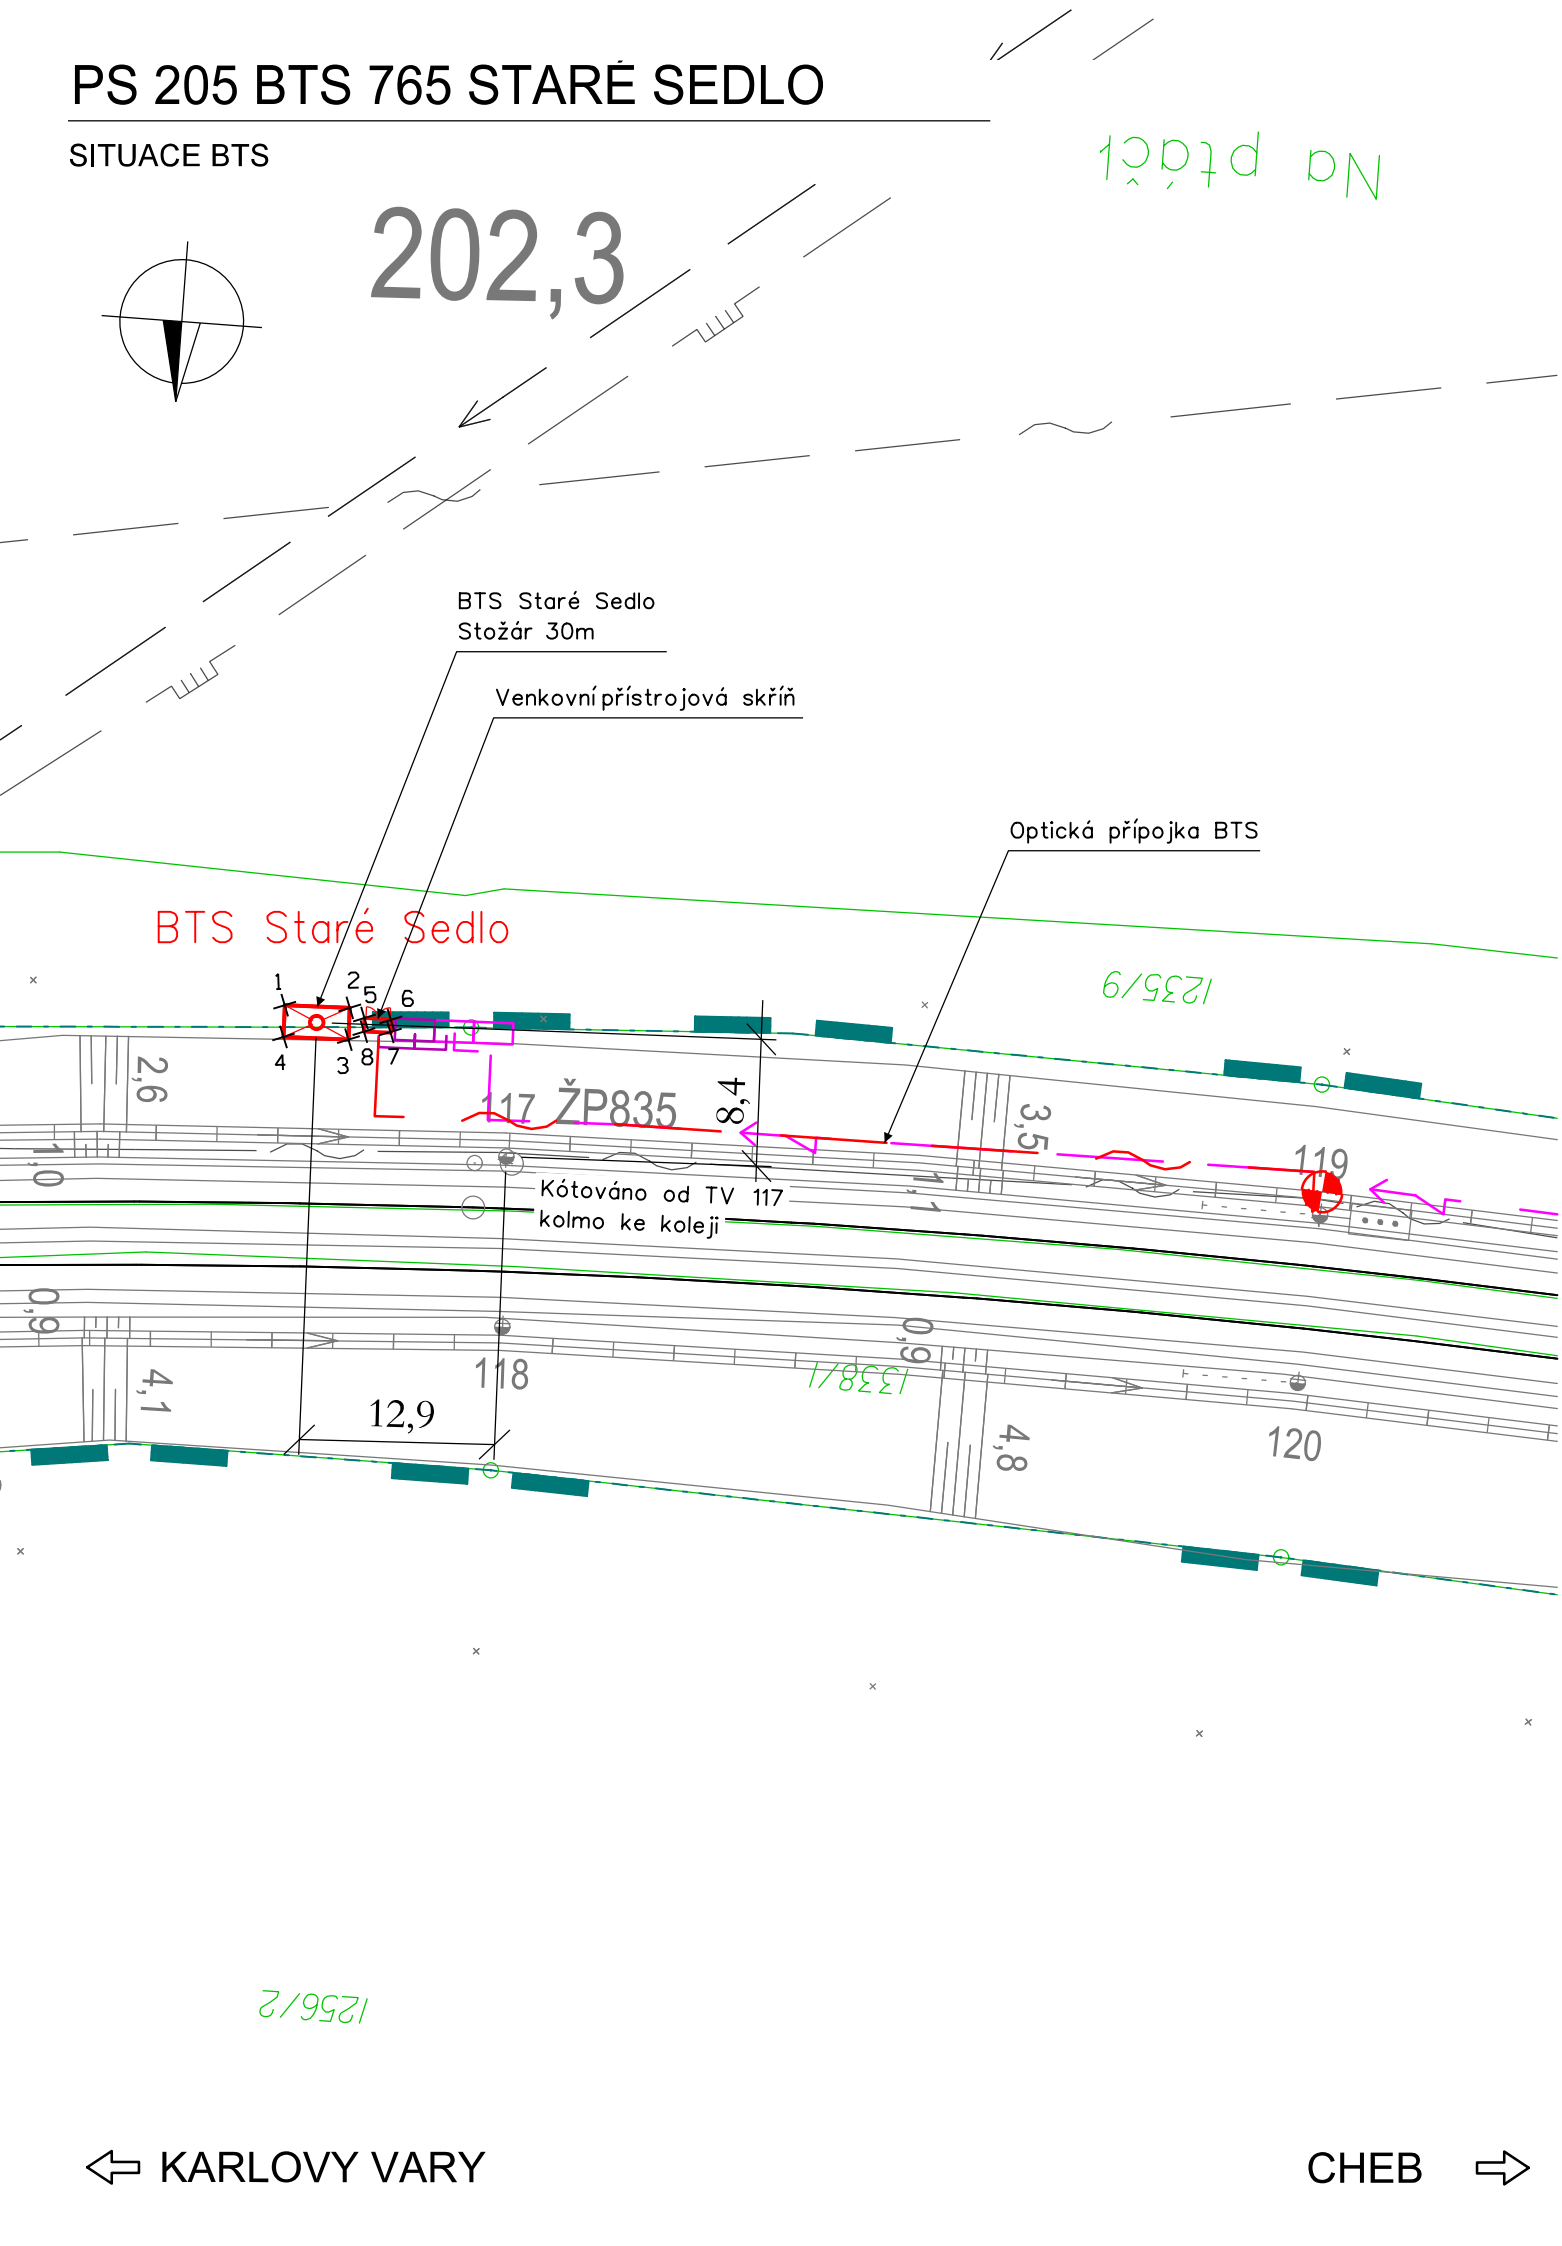 PS 205 BTS 765 STARÉ SEDLO
SITUACE BTS
Na ptáčí
202,3
BTS Staré Sedlo
Stožár 30m
Venkovní přístrojová skříň
Optická přípojka BTS
BTS Staré Sedlo
1235/9
1
2
5
6
4
3
8
7
2,6
117
ŽP835
8,4
3,5
1,0
119
1,1
Kótováno od TV 117
kolmo ke koleji
0,9
0,9
118
1338/1
4,1
12,9
4,8
120
1256/2
KARLOVY VARY
CHEB